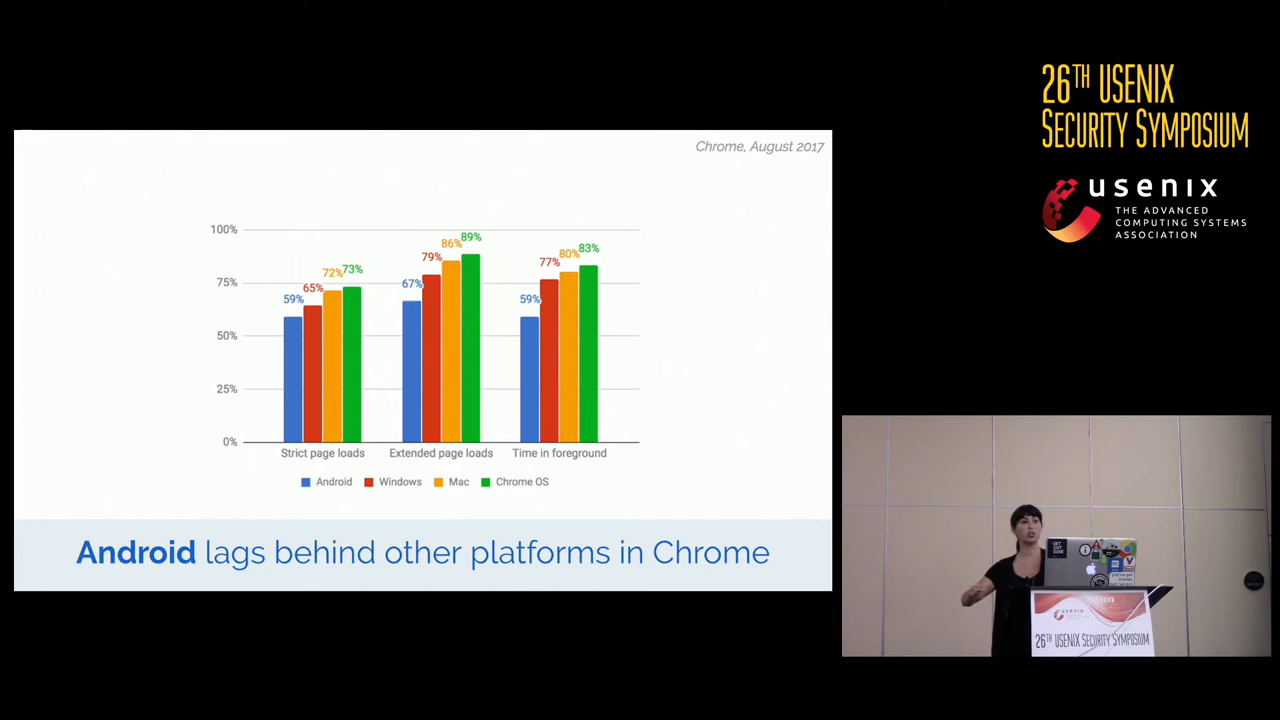 Chrome, August 2017
100%
75%
50%
25%
0%
59% 65% 72% 73%
67% 79% 86% 89%
59% 77% 80% 83%
Strict page loads Extended page loads Time in foreground
Android Windows Mac Chrome OS
Android lags behind other platforms in Chrome
26TH USENIX
SECURITY SYMPOSIUM
usenix
THE ADVANCED
COMPUTING SYSTEMS
ASSOCIATION
usenix
26TH USENIX SECURITY SYMPOSIUM